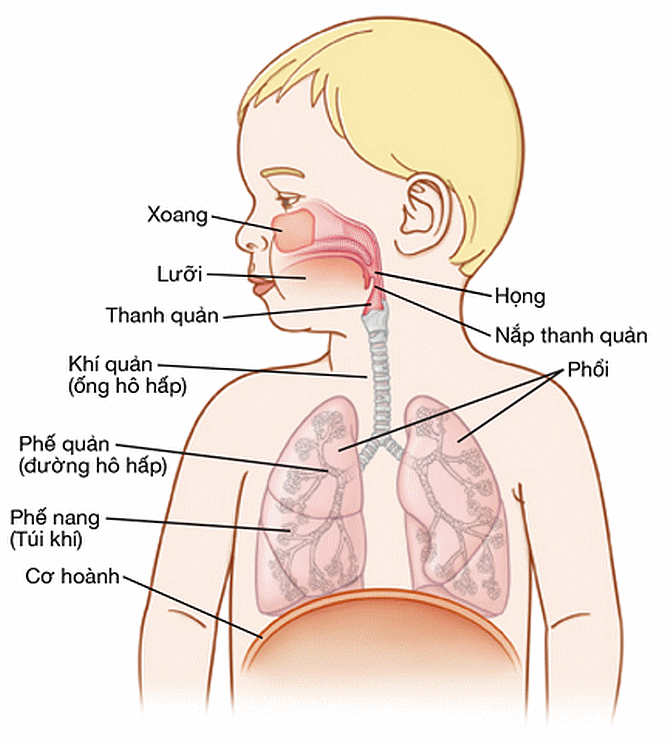 Xoang
Lưỡi
Thanh quản
Họng
Nắp thanh quản
Khí quản
(ống hô hấp)
Phổi
Phế quản
(đường hô hấp)
Phế nang
(Túi khí)
Cơ hoành